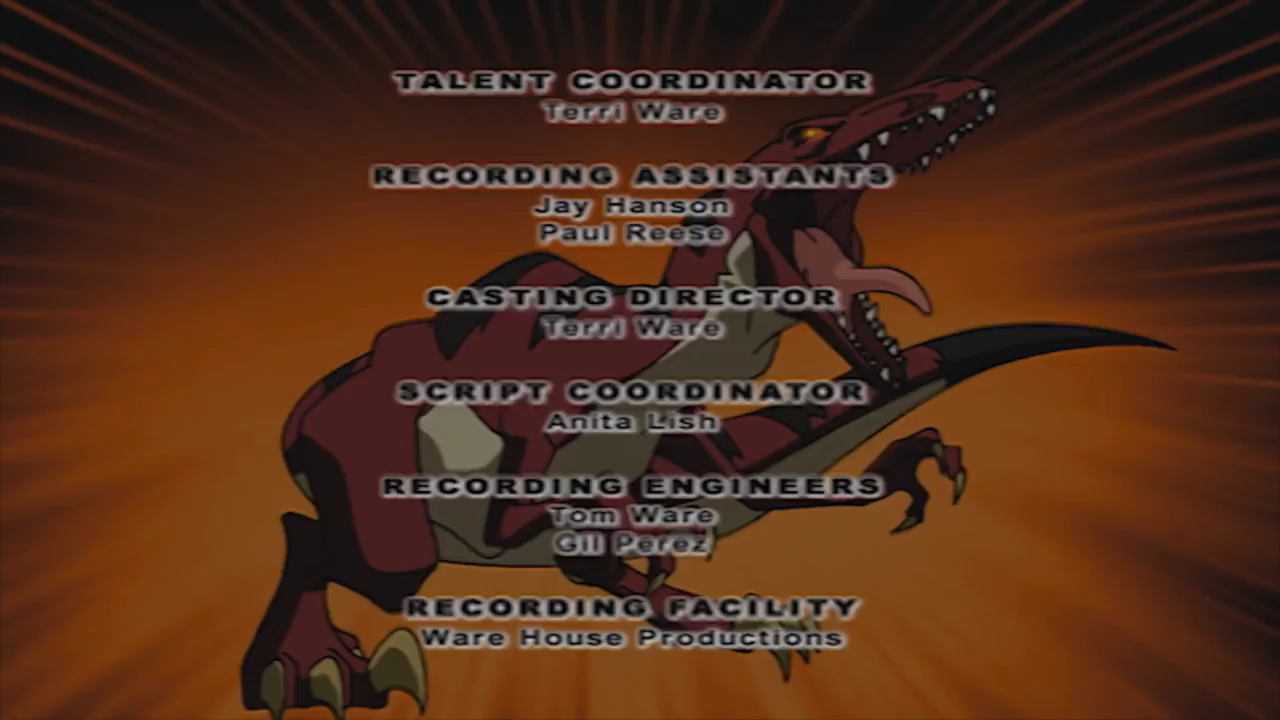 TALENT COORDINATOR
Terri Ware
RECORDING ASSISTANTS
Jay Hanson
Paul Reese
CASTING DIRECTOR
Terri Ware
SCRIPT COORDINATOR
Anita Lish
RECORDING ENGINEERS
Tom Ware
Gil Perez
RECORDING FACILITY
Ware House Productions